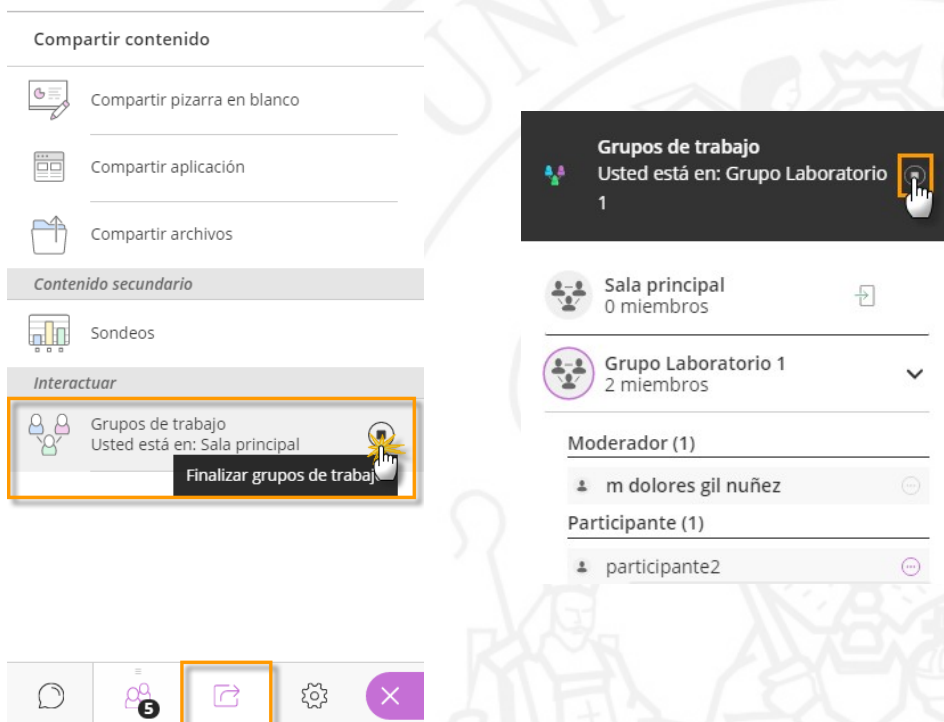 Compartir contenido
Compartir pizarra en blanco
Compartir aplicación
Compartir archivos
Contenido secundario
Sondeos
Interactuar
Grupos de trabajo
Usted está en: Sala principal
Finalizar grupos de trabajo
5
Grupos de trabajo
Usted está en: Grupo Laboratorio
1
Sala principal
0 miembros
Grupo Laboratorio 1
2 miembros
Moderador (1)
m dolores gil nuñez
Participante (1)
participante2